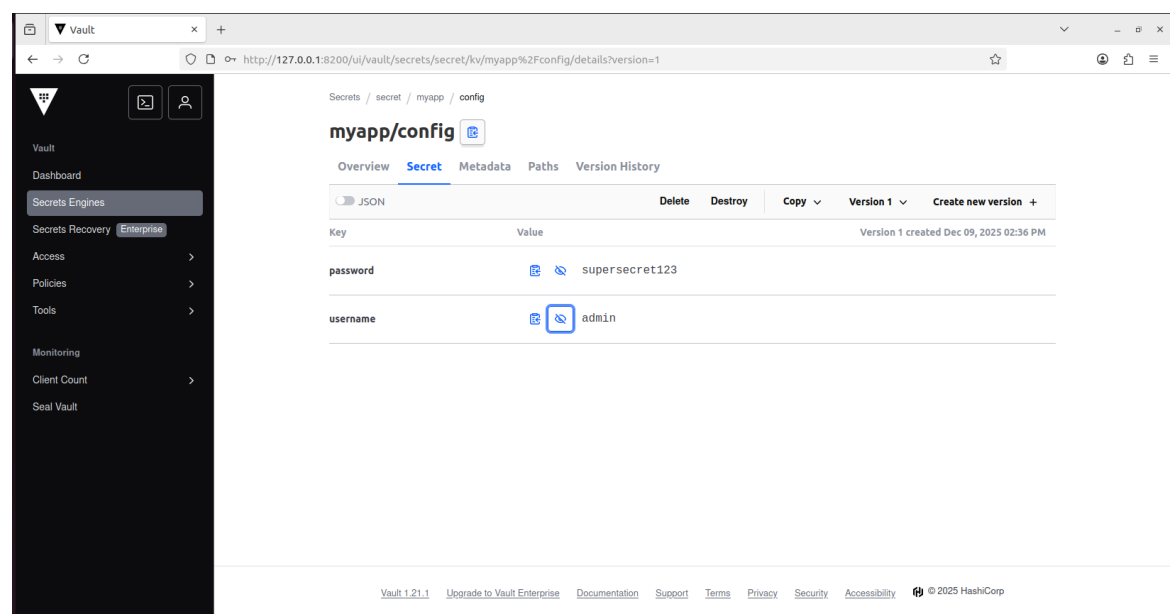 Vault
http://127.0.0.1:8200/ui/vault/secrets/secret/kv/myapp%2Fconfig/details?version=1
Vault
Dashboard
Secrets Engines
Secrets Recovery Enterprise
Access
Policies
Tools
Monitoring
Client Count
Seal Vault
Secrets / secret / myapp / config
myapp/config
Overview Secret Metadata Paths Version History
JSON Delete Destroy Copy Version 1 Create new version +
Key Value Version 1 created Dec 09, 2025 02:36 PM
password supersecret123
username admin
Vault 1.21.1 Upgrade to Vault Enterprise Documentation Support Terms Privacy Security Accessibility © 2025 HashiCorp